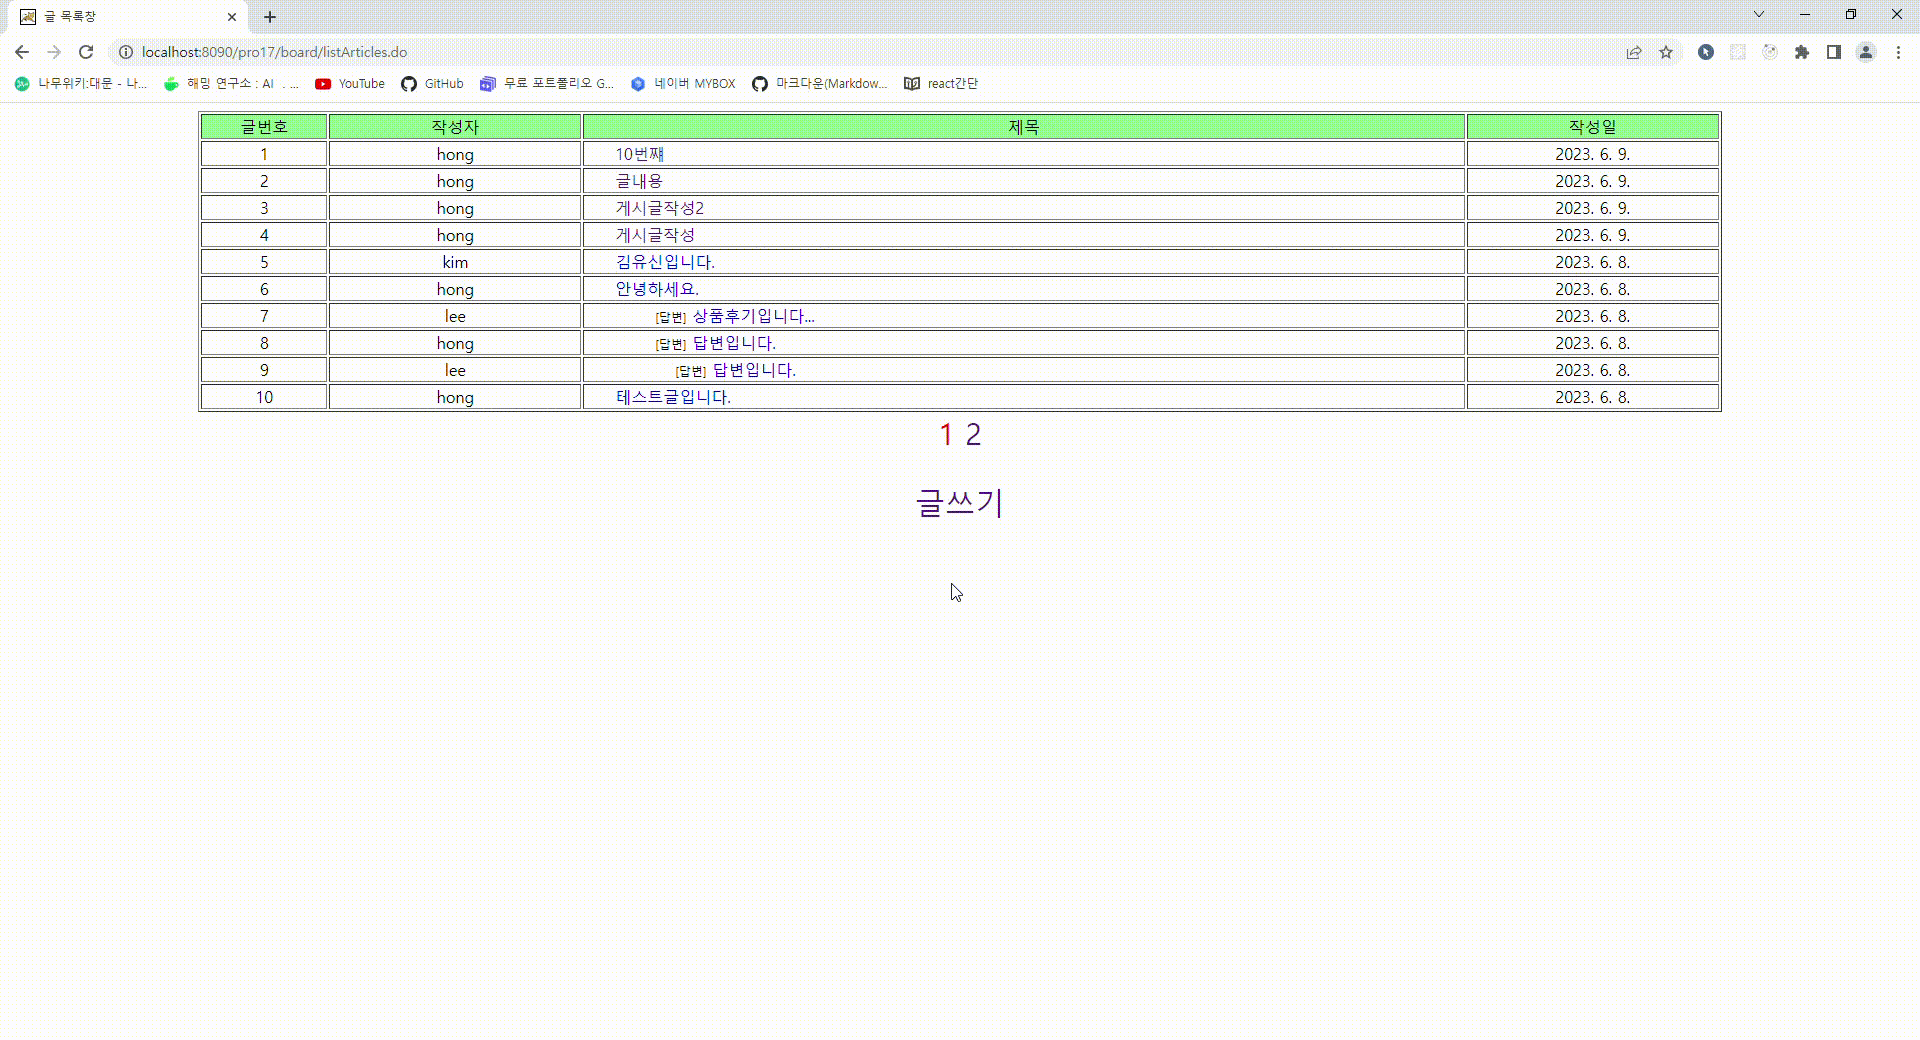 글 목록창
localhost:8090/pro17/board/listArticles.do
나무위키:대문 - 나... 해밍 연구소 : AI . ... YouTube GitHub 무료 포트폴리오 G... 네이버 MYBOX 마크다운(Markdow... react간단
글번호 작성자 제목 작성일
1 hong 10번쨰 2023. 6. 9.
2 hong 글내용 2023. 6. 9.
3 hong 게시글작성2 2023. 6. 9.
4 hong 게시글작성 2023. 6. 9.
5 kim 김유신입니다. 2023. 6. 8.
6 hong 안녕하세요. 2023. 6. 8.
7 lee [답변] 상품후기입니다... 2023. 6. 8.
8 hong [답변] 답변입니다. 2023. 6. 8.
9 lee [답변] 답변입니다. 2023. 6. 8.
10 hong 테스트글입니다. 2023. 6. 8.
1 2
글쓰기